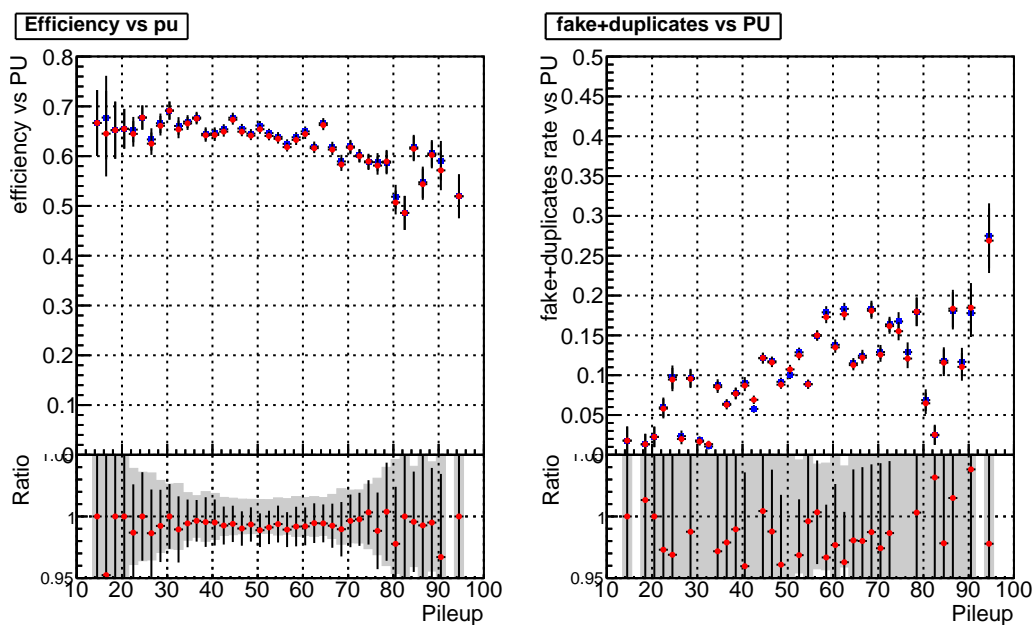 Efficiency vs pu
efficiency vs PU
0.8
0.7
0.6
0.5
0.4
0.3
0.2
0.1
Ratio
1
0.95
10 20 30 40 50 60 70 80 90 100
Pileup
fake+duplicates vs PU
fake+duplicates rate vs PU
0.5
0.45
0.4
0.35
0.3
0.25
0.2
0.15
0.1
0.05
Ratio
1
0.95
10 20 30 40 50 60 70 80 90 100
Pileup